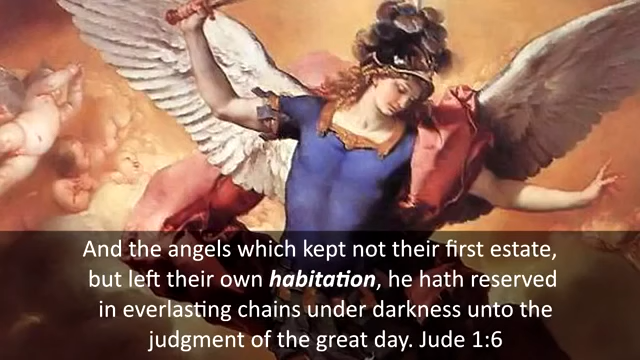 And the angels which kept not their first estate,
but left their own habitation, he hath reserved
in everlasting chains under darkness unto the
judgment of the great day. Jude 1:6